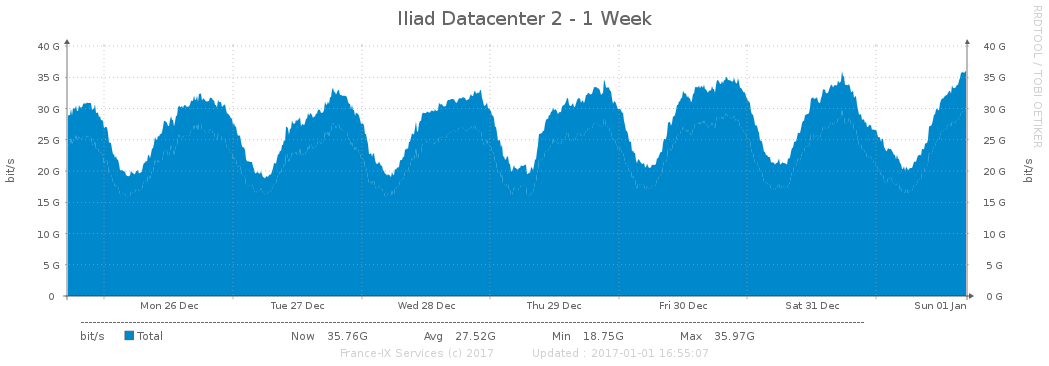 Iliad Datacenter 2 - 1 Week
RRDTOOL / TOBI OETIKER
40 G 40 G
35 G 35 G
30 G 30 G
25 G 25 G
20 G 20 G
15 G 15 G
10 G 10 G
5 G 5 G
0 0 G
bit/s
bit/s
Mon 26 Dec Tue 27 Dec Wed 28 Dec Thu 29 Dec Fri 30 Dec Sat 31 Dec Sun 01 Jan
bit/s Total Now 35.76G Avg 27.52G Min 18.75G Max 35.97G
France-IX Services (c) 2017 Updated : 2017-01-01 16:55:07